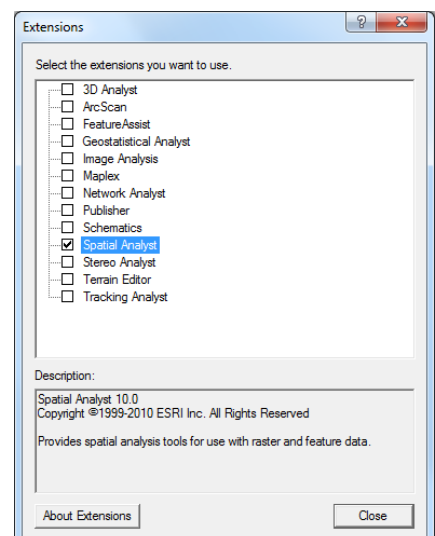 Extensions
Select the extensions you want to use.
3D Analyst
ArcScan
FeatureAssist
Geostatistical Analyst
Image Analysis
Maplex
Network Analyst
Publisher
Schematics
Spatial Analyst
Stereo Analyst
Terrain Editor
Tracking Analyst
Description:
Spatial Analyst 10.0
Copyright ©1999-2010 ESRI Inc. All Rights Reserved
Provides spatial analysis tools for use with raster and feature data.
About Extensions
Close